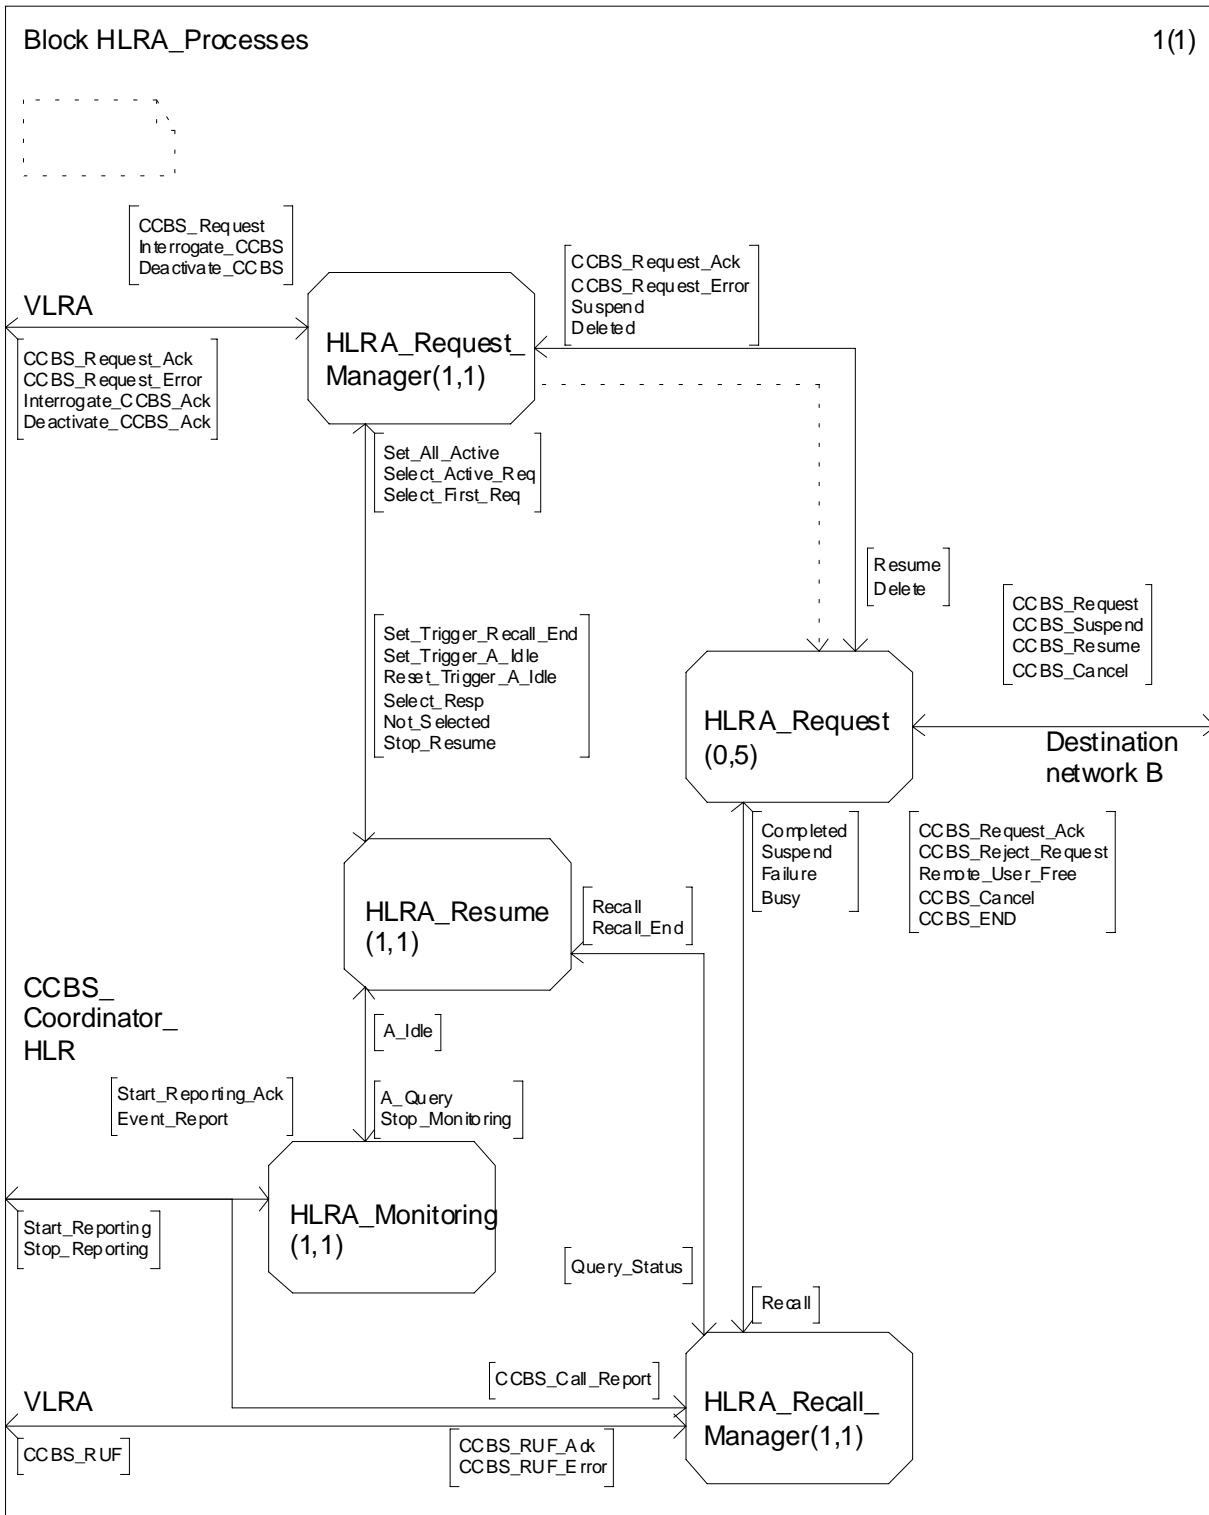 Block HLRA_Processes
1(1)
CCBS_Request
Interrogate_CCBS
Deactivate_CCBS
CCBS_Request_Ack
CCBS_Request_Error
Suspend
Deleted
VLRA
HLRA_Request_
Manager(1,1)
CCBS_Request_Ack
CCBS_Request_Error
Interrogate_CCBS_Ack
Deactivate_CCBS_Ack
Set_All_Active
Select_Active_Req
Select_First_Req
Resume
Delete
CCBS_Request
CCBS_Suspend
CCBS_Resume
CCBS_Cancel
Set_Trigger_Recall_End
Set_Trigger_A_Idle
Reset_Trigger_A_Idle
Select_Resp
Not_Selected
Stop_Resume
HLRA_Request
(0,5)
Destination
network B
Completed
Suspend
Failure
Busy
CCBS_Request_Ack
CCBS_Reject_Request
Remote_User_Free
CCBS_Cancel
CCBS_END
HLRA_Resume
(1,1)
Recall
Recall_End
CCBS_
Coordinator_
HLR
A_Idle
Start_Reporting_Ack
Event_Report
A_Query
Stop_Monitoring
HLRA_Monitoring
(1,1)
Start_Reporting
Stop_Reporting
Query_Status
Recall
CCBS_Call_Report
VLRA
HLRA_Recall_
Manager(1,1)
CCBS_RUF
CCBS_RUF_Ack
CCBS_RUF_Error